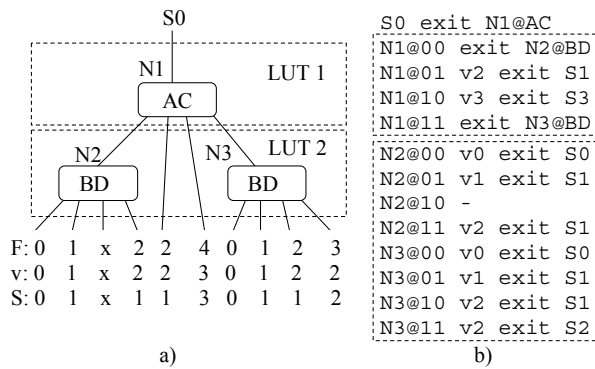 S0
N1
LUT 1
AC
N2
N3
LUT 2
BD
BD
F: 0 1 x 2 2 4 0 1 2 3
v: 0 1 x 2 2 3 0 1 2 2
S: 0 1 x 1 1 3 0 1 1 2
a)
S0 exit N1@AC
N1@00 exit N2@BD
N1@01 v2 exit S1
N1@10 v3 exit S3
N1@11 exit N3@BD
N2@00 v0 exit S0
N2@01 v1 exit S1
N2@10 -
N2@11 v2 exit S1
N3@00 v0 exit S0
N3@01 v1 exit S1
N3@10 v2 exit S1
N3@11 v2 exit S2
b)